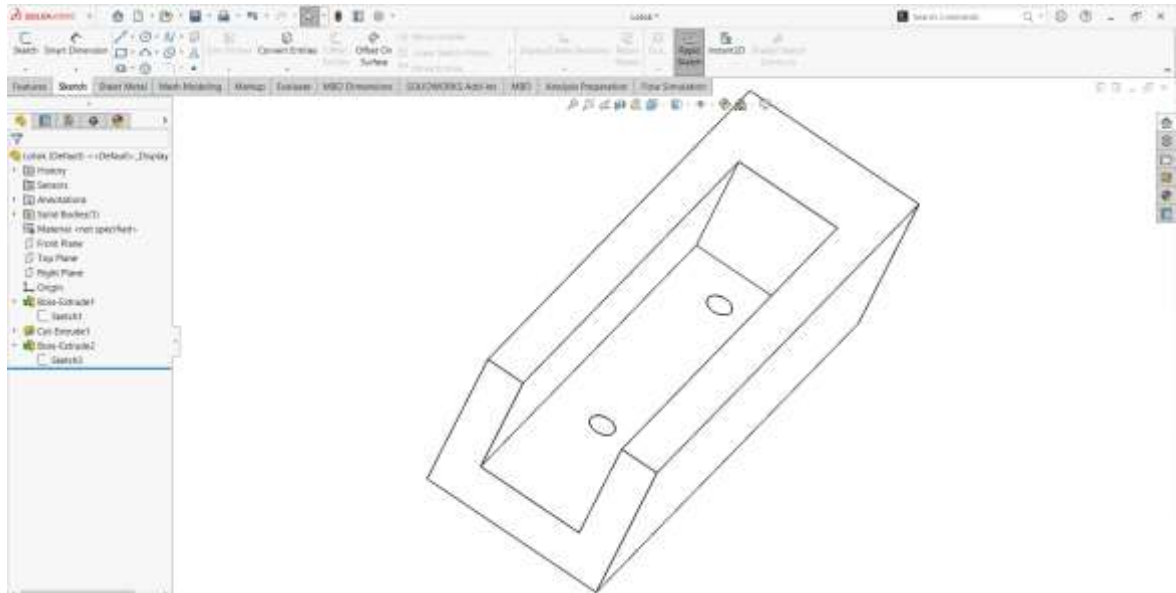 SOLIDWORKS
Lotok *
Search Commands
Sketch Smart Dimension
Convert Entities
Offset On Surface
Rapid Sketch
Instant2D
Features Sketch Sheet Metal Mesh Modeling Markup Evaluate MBD Dimensions SOLIDWORKS Add-Ins MBD Analysis Preparation Flow Simulation
Lotok (Default) <<Default>_Display
History
Sensors
Annotations
Solid Bodies(1)
Material <not specified>
Front Plane
Top Plane
Right Plane
Origin
Boss-Extrude1
Sketch1
Cut-Extrude1
Boss-Extrude2
Sketch3